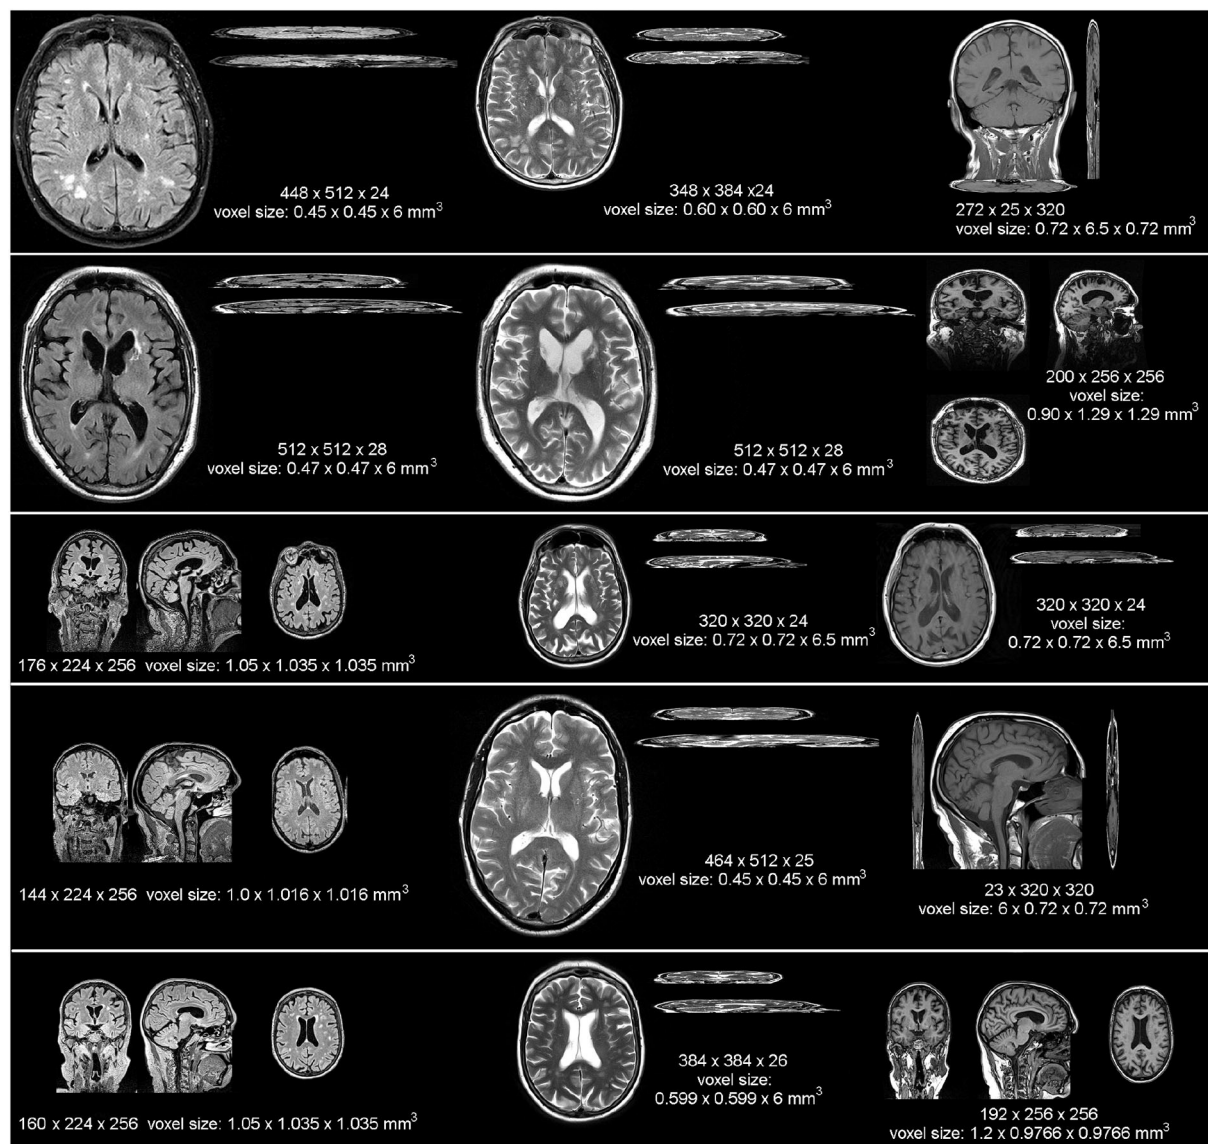 448 x 512 x 24
voxel size: 0.45 x 0.45 x 6 mm³
348 x 384 x24
voxel size: 0.60 x 0.60 x 6 mm³
272 x 25 x 320
voxel size: 0.72 x 6.5 x 0.72 mm³
512 x 512 x 28
voxel size: 0.47 x 0.47 x 6 mm³
512 x 512 x 28
voxel size: 0.47 x 0.47 x 6 mm³
200 x 256 x 256
voxel size:
0.90 x 1.29 x 1.29 mm³
176 x 224 x 256 voxel size: 1.05 x 1.035 x 1.035 mm³
320 x 320 x 24
voxel size: 0.72 x 0.72 x 6.5 mm³
320 x 320 x 24
voxel size:
0.72 x 0.72 x 6.5 mm³
144 x 224 x 256 voxel size: 1.0 x 1.016 x 1.016 mm³
464 x 512 x 25
voxel size: 0.45 x 0.45 x 6 mm³
23 x 320 x 320
voxel size: 6 x 0.72 x 0.72 mm³
160 x 224 x 256 voxel size: 1.05 x 1.035 x 1.035 mm³
384 x 384 x 26
voxel size:
0.599 x 0.599 x 6 mm³
192 x 256 x 256
voxel size: 1.2 x 0.9766 x 0.9766 mm³